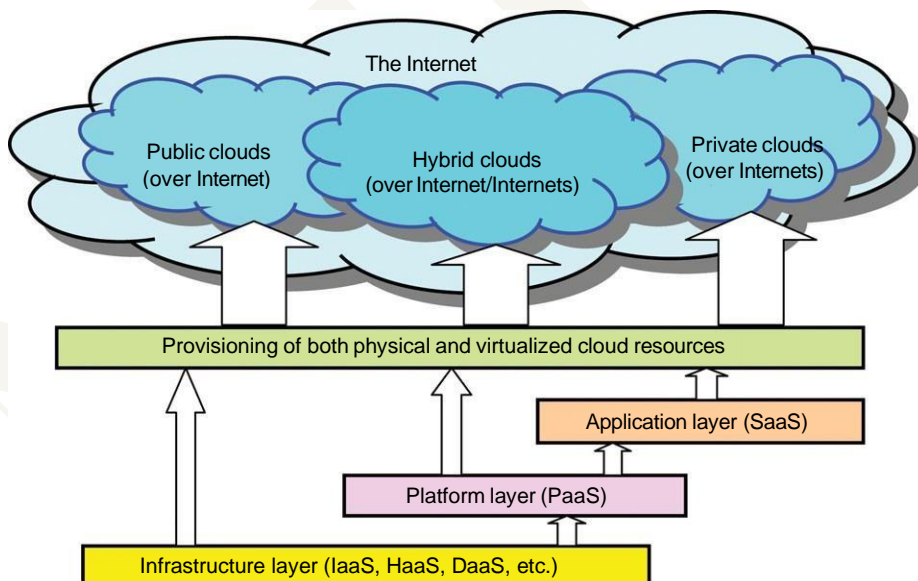 The Internet
Public clouds
(over Internet)
Hybrid clouds
(over Internet/Internets)
Private clouds
(over Internets)
Provisioning of both physical and virtualized cloud resources
Application layer (SaaS)
Platform layer (PaaS)
Infrastructure layer (IaaS, HaaS, DaaS, etc.)